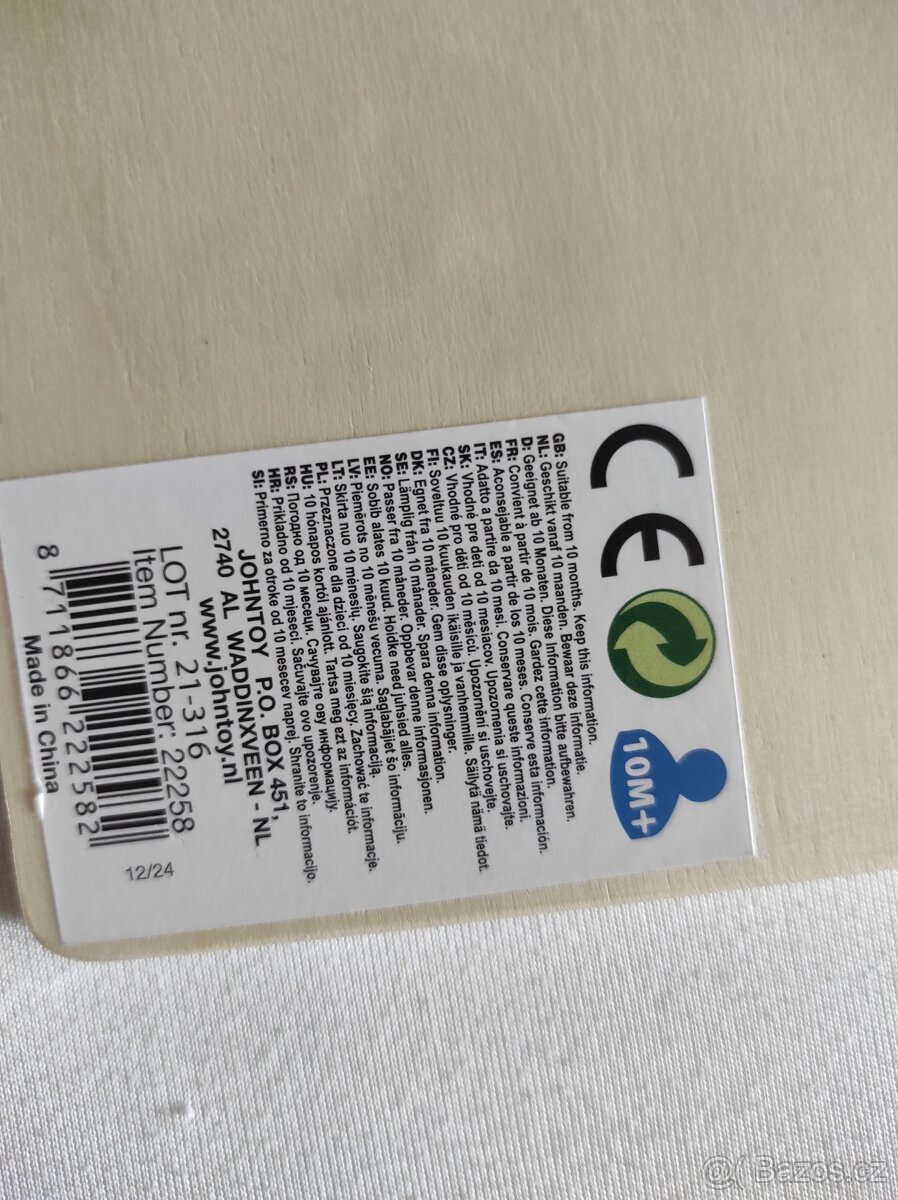 CE
10M+
GB: Suitable from 10 months. Keep this information.
NL: Geschikt vanaf 10 maanden. Bewaar deze informatie.
D: Geeignet ab 10 Monaten. Diese Information bitte aufbewahren.
FR: Convient à partir de 10 mois. Gardez cette information.
ES: Aconsejable a partir de los 10 meses. Conserve esta información.
IT: Adatto a partire da 10 mesi. Conservare queste informazioni.
SK: Vhodné pre deti od 10 mesiacov. Upozornenia si uschovajte.
CZ: Vhodné pro děti od 10 měsíců. Upozornění si uschovejte.
FI: Soveltuu 10 kuukauden ikäisille ja vanhemmille. Säilytä nämä tiedot.
DK: Egnet fra 10 måneder. Gem disse oplysninger.
SE: Lämplig från 10 månader. Spara denna information.
NO: Passer fra 10 måneder. Oppbevar denne informasjonen.
EE: Sobib alates 10 kuud. Hoidke need juhsied alles.
LV: Piemērots no 10 mēnešu vecuma. Saglabājiet šo informāciju.
LT: Skirta nuo 10 mėnesių. Saugokite šią informaciją.
PL: Przeznaczone dla dzieci od 10 miesięcy. Zachować te informacje.
HU: 10 hónapos kortól ajánlott. Tartsa meg ezt az információt.
RS: Погодно од 10 месеци. Сачувајте ову информацију.
HR: Prikladno od 10 mjeseci. Sačuvajte ovo upozorenje.
SI: Primerno za otroke od 10 mesecev naprej. Shranite to informacijo.
JOHNTOY P.O. BOX 451,
2740 AL WADDINXVEEN - NL
www.johntoy.nl
LOT nr. 21-316
Item Number: 22258
8 711866 222582
Made in China
12/24
@Bazos.cz